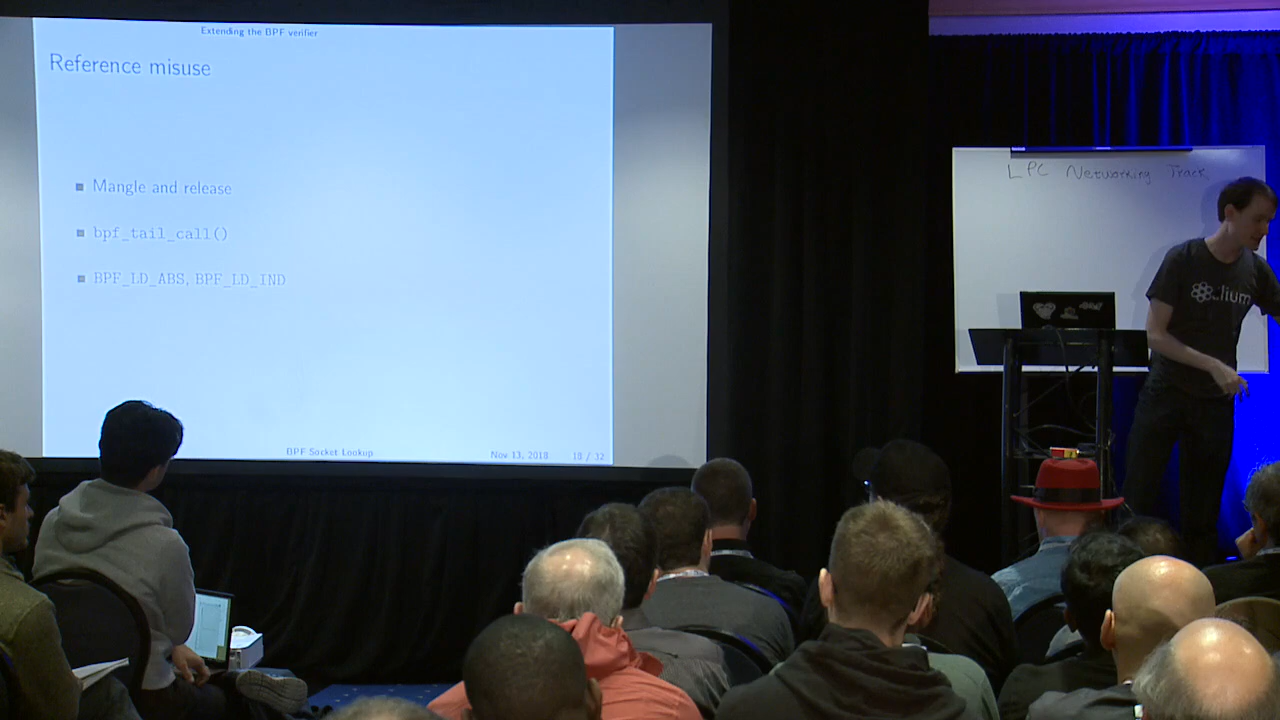 Extending the BPF verifier
Reference misuse
Mangle and release
bpf_tail_call()
BPF_LD_ABS, BPF_LD_IND
BPF Socket Lookup
Nov 13, 2018
18 / 32
LPC Networking Track